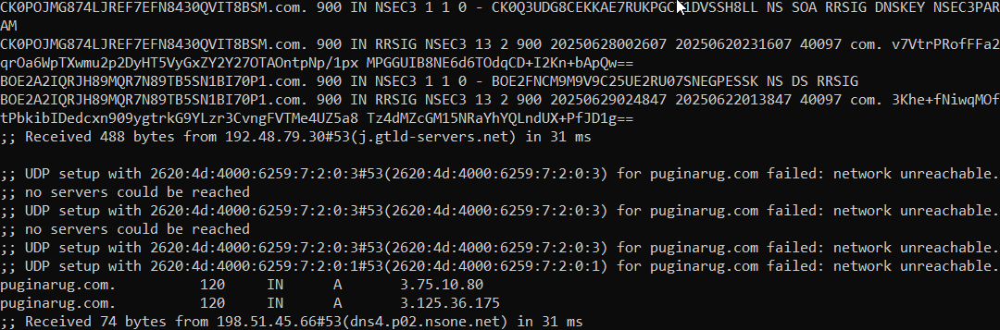 CK0POJMG874LJREF7EFN8430QVIT8BSM.com. 900 IN NSEC3 1 1 0 - NS SOA RRSIG DNSKEY NSEC3PAR
AM
CK0POJMG874LJREF7EFN8430QVIT8BSM.com. 900 IN RRSIG NSEC3 13 2 900 20250628002607 20250620231607 40097 com. v7VtrPRofFFa2
qrOa6WpTXwmu2p2DyHT5VyGxZY2Y27OTAOntpNp/1px MPGGUIB8NE6d6TOdqCD+I2Kn+bApQw==
BOE2A2IQRJH89MQR7N89TB5SN1BI70P1.com. 900 IN NSEC3 1 1 0 - BOE2FNCM9M9V9C25UE2RU07SNEGPESSK NS DS RRSIG
BOE2A2IQRJH89MQR7N89TB5SN1BI70P1.com. 900 IN RRSIG NSEC3 13 2 900 20250629024847 20250622013847 40097 com. 3Khe+fNiwqMOf
tPbkibIDedcxn909ygtrkG9YLzr3CvngFVTMe4UZ5a8 Tz4dMZcGM15NRaYhYQLndUX+PfJD1g==
;; Received 488 bytes from 192.48.79.30#53(j.gtld-servers.net) in 31 ms
;; UDP setup with 2620:4d:4000:6259:7:2:0:3#53(2620:4d:4000:6259:7:2:0:3) for puginarug.com failed: network unreachable.
;; no servers could be reached
;; UDP setup with 2620:4d:4000:6259:7:2:0:3#53(2620:4d:4000:6259:7:2:0:3) for puginarug.com failed: network unreachable.
;; no servers could be reached
;; UDP setup with 2620:4d:4000:6259:7:2:0:3#53(2620:4d:4000:6259:7:2:0:3) for puginarug.com failed: network unreachable.
;; UDP setup with 2620:4d:4000:6259:7:2:0:1#53(2620:4d:4000:6259:7:2:0:1) for puginarug.com failed: network unreachable.
puginarug.com. 120 IN A 3.75.10.80
puginarug.com. 120 IN A 3.125.36.175
;; Received 74 bytes from 198.51.45.66#53(dns4.p02.nsone.net) in 31 ms